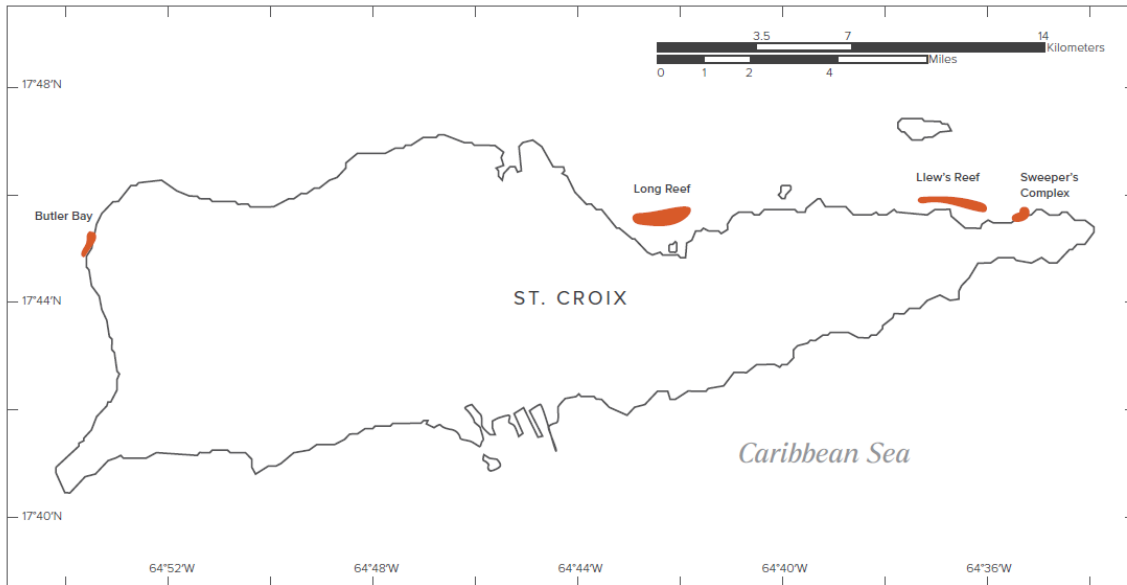 3.5 7 14
Kilometers
Miles
0 1 2 4
17°48'N
Llew's Reef
Sweeper's
Complex
Long Reef
Butler Bay
17°44'N
ST. CROIX
Caribbean Sea
17°40'N
64°52'W 64°48'W 64°44'W 64°40'W 64°36'W